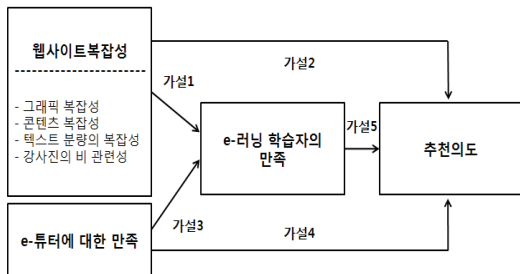 웹사이트복잡성
- 그래픽 복잡성
- 콘텐츠 복잡성
- 텍스트 분량의 복잡성
- 강사진의 비 관련성
가설1
가설2
e-러닝 학습자의
만족
가설5
추천의도
e-튜터에 대한 만족
가설3
가설4